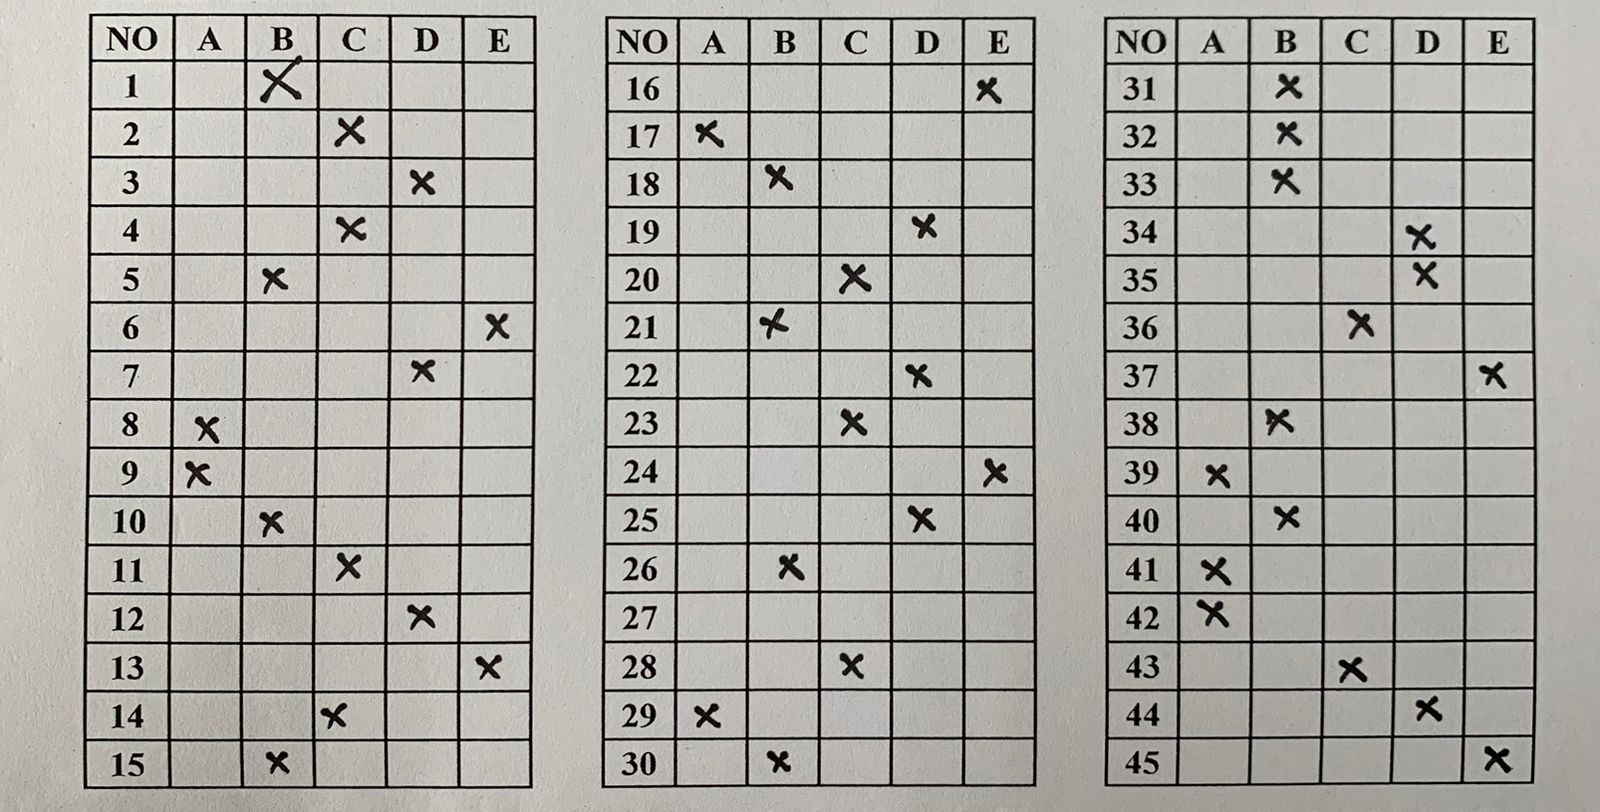 NO A B C D E
1 X
2 X
3 X
4 X
5 X
6 X
7 X
8 X
9 X
10 X
11 X
12 X
13 X
14 X
15 X
NO A B C D E
16 X
17 X
18 X
19 X
20 X
21 X
22 X
23 X
24 X
25 X
26 X
27
28 X
29 X
30 X
NO A B C D E
31 X
32 X
33 X
34 X
35 X
36 X
37 X
38 X
39 X
40 X
41 X
42 X
43 X
44 X
45 X